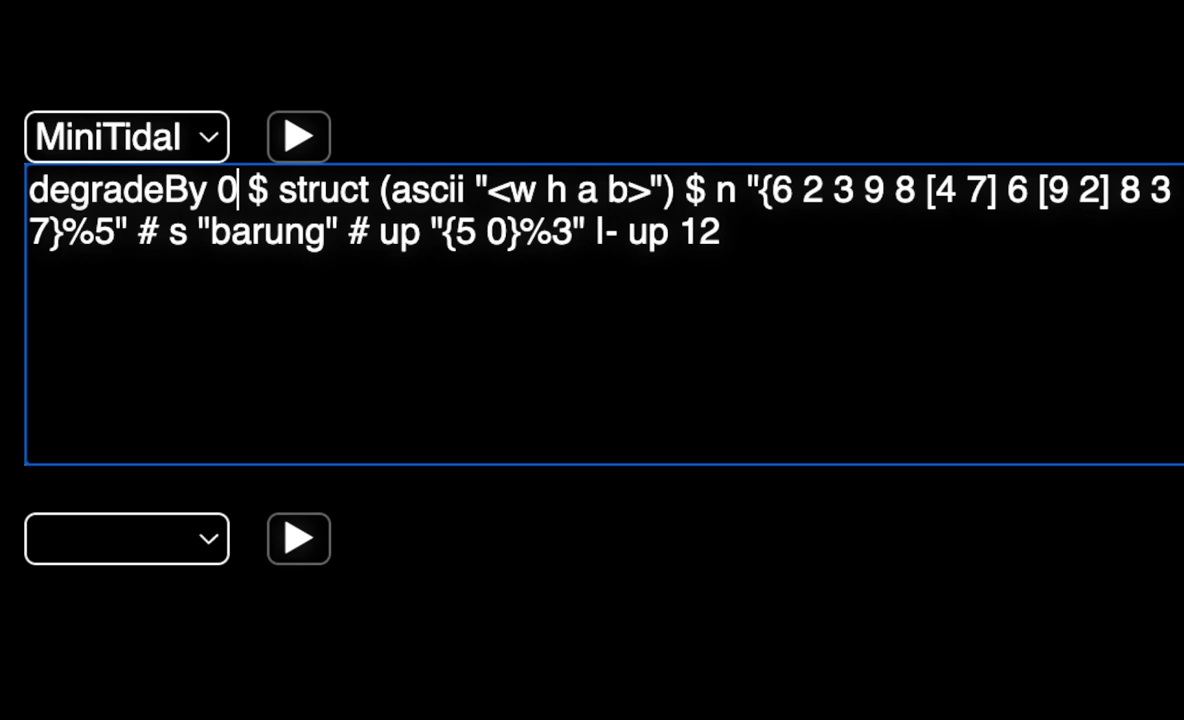 MiniTidal
degradeBy 0 $ struct (ascii "<w h a b>") $ n "{6 2 3 9 8 [4 7] 6 [9 2] 8 3
7}%5" # s "barung" # up "{5 0}%3" |- up 12